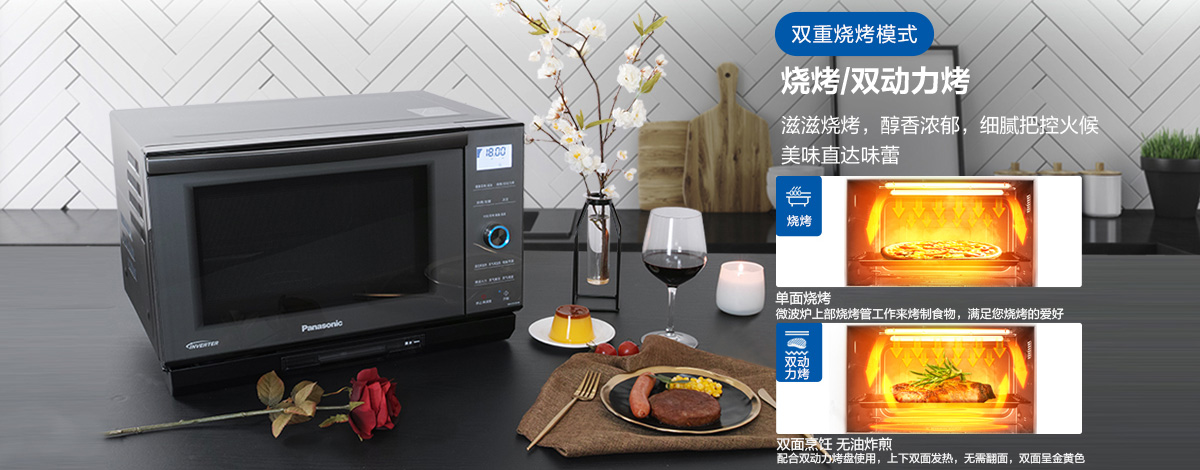 双重烧烤模式
烧烤/双动力烤
滋滋烧烤，醇香浓郁，细腻把控火候
美味直达味蕾
烧烤
单面烧烤
微波炉上部烧烤管工作来烤制食物，满足您烧烤的爱好
双动
力烤
双面烹饪 无油炸煎
配合双动力烤盘使用，上下双面发热，无需翻面，双面呈金黄色
18:00
Panasonic
INVERTER